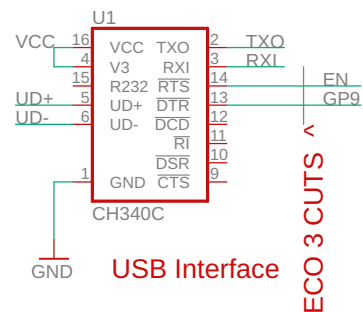 U1
VCC 16 VCC TXO 2 TXO
4 V3 RXI 3 RXI
15 R232 RTS 14 EN
UD+ 5 UD+ DTR 13 GP9
UD- 6 UD- DCD 12
RI 11
DSR 10
1 GND CTS 9
CH340C
GND
USB Interface
ECO 3 CUTS ^